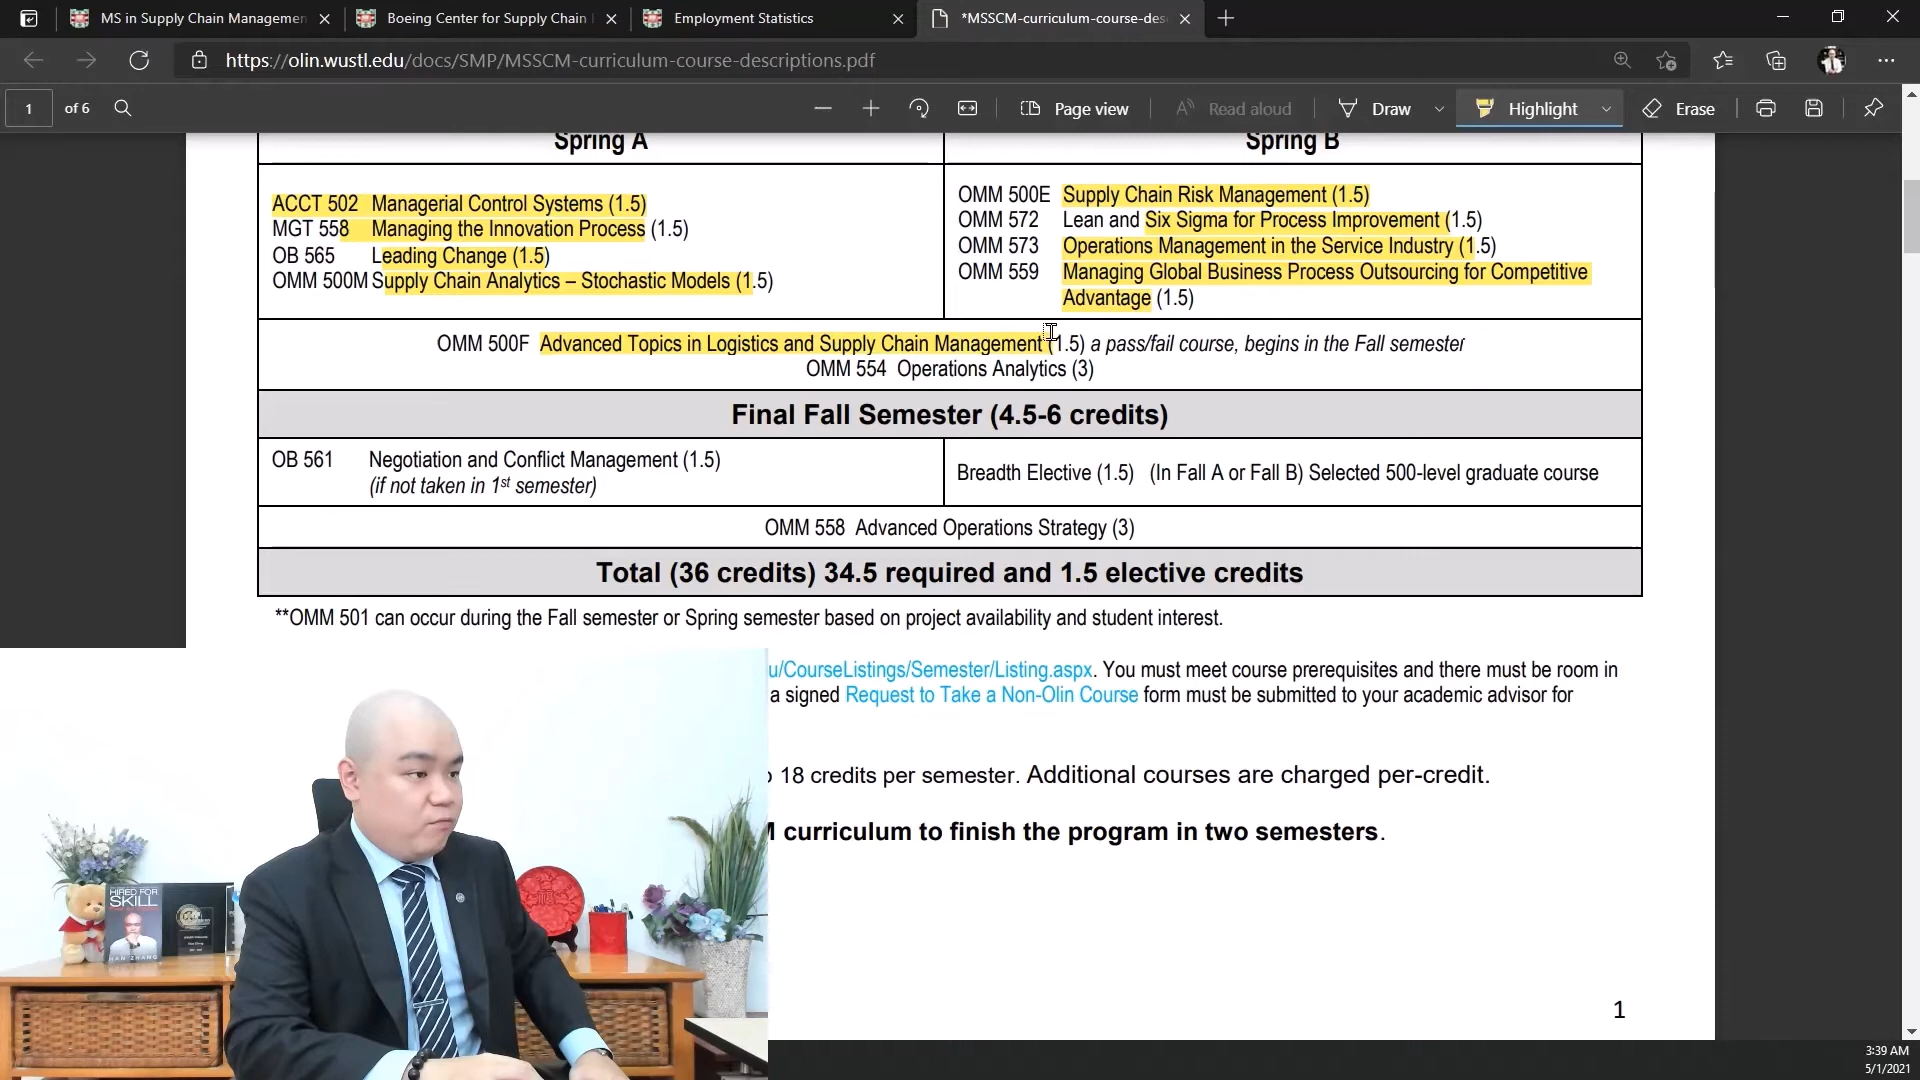 MS in Supply Chain Managemen
Boeing Center for Supply Chain
Employment Statistics
*MSSCM-curriculum-course-des
https://olin.wustl.edu/docs/SMP/MSSCM-curriculum-course-descriptions.pdf
1 of 6
Page view
Read aloud
Draw
Highlight
Erase
Spring A
Spring B
ACCT 502 Managerial Control Systems (1.5)
MGT 558 Managing the Innovation Process (1.5)
OB 565 Leading Change (1.5)
OMM 500M Supply Chain Analytics – Stochastic Models (1.5)
OMM 500E Supply Chain Risk Management (1.5)
OMM 572 Lean and Six Sigma for Process Improvement (1.5)
OMM 573 Operations Management in the Service Industry (1.5)
OMM 559 Managing Global Business Process Outsourcing for Competitive
Advantage (1.5)
OMM 500F Advanced Topics in Logistics and Supply Chain Management (1.5) a pass/fail course, begins in the Fall semester
OMM 554 Operations Analytics (3)
Final Fall Semester (4.5-6 credits)
OB 561 Negotiation and Conflict Management (1.5)
(if not taken in 1st semester)
Breadth Elective (1.5) (In Fall A or Fall B) Selected 500-level graduate course
OMM 558 Advanced Operations Strategy (3)
Total (36 credits) 34.5 required and 1.5 elective credits
**OMM 501 can occur during the Fall semester or Spring semester based on project availability and student interest.
u/CourseListings/Semester/Listing.aspx. You must meet course prerequisites and there must be room in
a signed Request to Take a Non-Olin Course form must be submitted to your academic advisor for
18 credits per semester. Additional courses are charged per-credit.
curriculum to finish the program in two semesters.
HIRED FOR
SKILL
HAN ZHANG
1
3:39 AM
5/1/2021